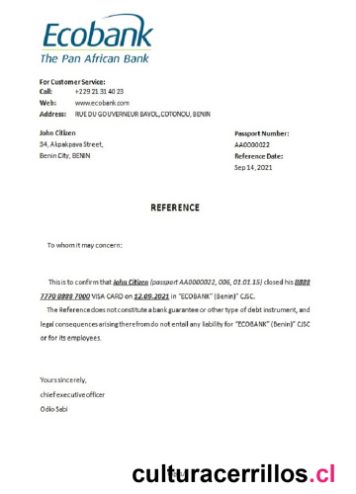 Ecobank
The Pan African Bank
For Customer Service:
Call: +229 21 31 40 23
Web: www.ecobank.com
Address: RUE DU GOUVERNEUR BAYOL, COTONOU, BENIN
John Citizen
34, Akpakpava Street,
Benin City, BENIN
Passport Number:
AA0000022
Reference Date:
Sep 14, 2021
REFERENCE
To whom it may concern:
This is to confirm that John Citizen (passport AA0000022, 006, 01.01.15) closed his 8888
7770 8888 7000 VISA CARD on 12.09.2021 in "ECOBANK" (Benin)" CJSC.
The Reference does not constitute a bank guarantee or other type of debt instrument, and
legal consequences arising therefrom do not entail any liability for "ECOBANK" (Benin)" CJSC
or for its employees.
Yours sincerely,
chief executive officer
Odio Sabi
culturacerrillos.cl